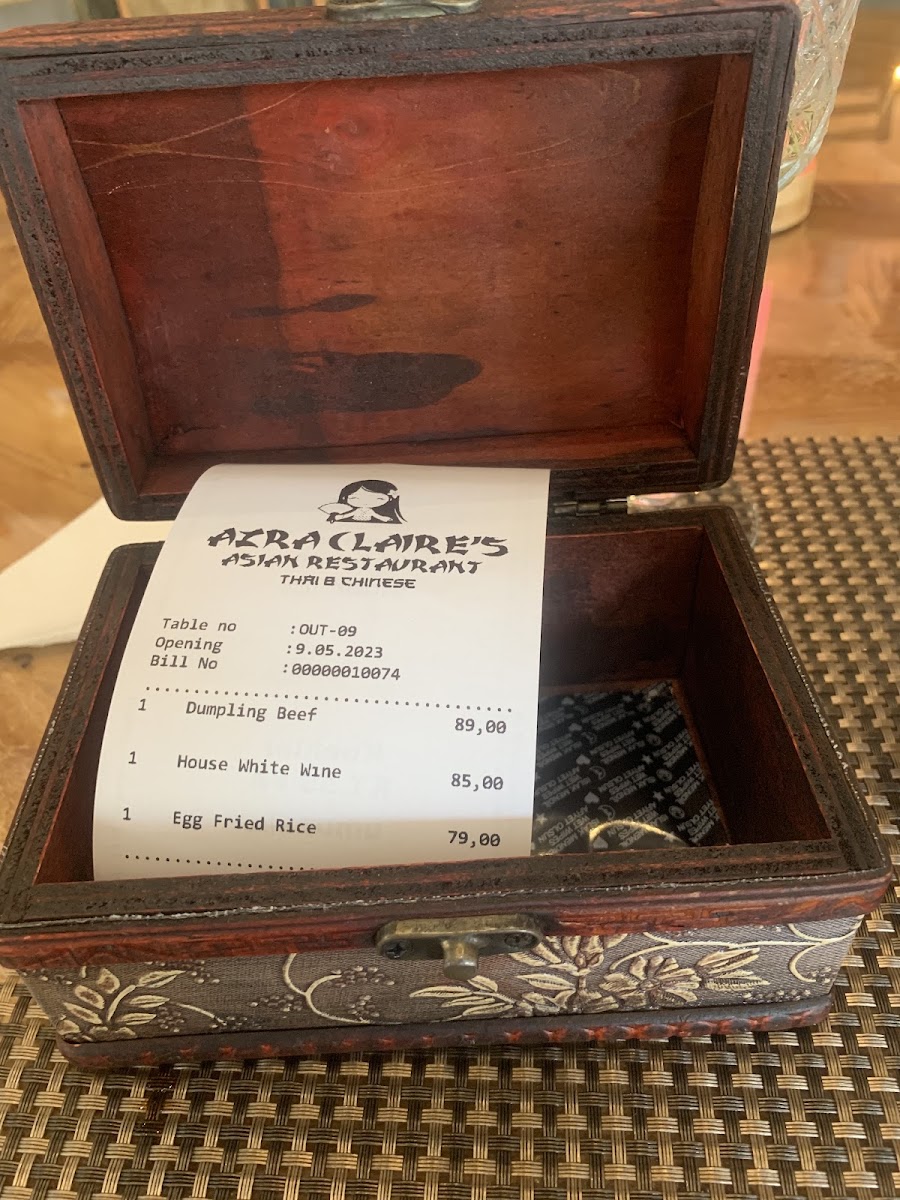 AZRA CLAIRE'S
ASIAN RESTAURANT
THAI & CHINESE
Table no :OUT-09
Opening :9.05.2023
Bill No :00000010074
1 Dumpling Beef 89,00
1 House White Wine 85,00
1 Egg Fried Rice 79,00